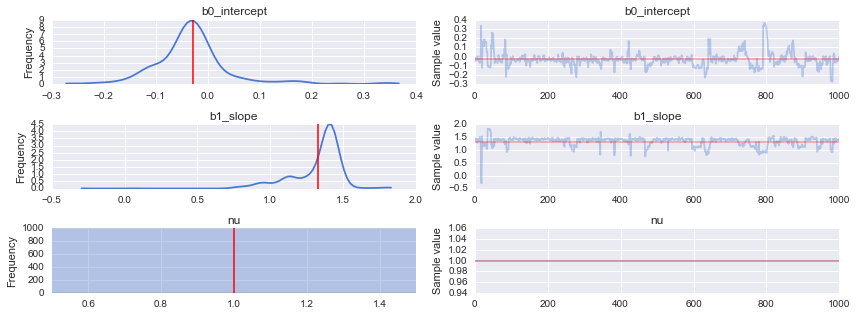 b0_intercept
Frequency
9
8
7
6
5
4
3
2
1
0
−0.3 −0.2 −0.1 0.0 0.1 0.2 0.3 0.4
b0_intercept
Sample value
0.4
0.3
0.2
0.1
0.0
−0.1
−0.2
−0.3
0 200 400 600 800 1000
b1_slope
Frequency
4.5
4.0
3.5
3.0
2.5
2.0
1.5
1.0
0.5
0.0
−0.5 0.0 0.5 1.0 1.5 2.0
b1_slope
Sample value
2.0
1.5
1.0
0.5
0.0
−0.5
0 200 400 600 800 1000
nu
Frequency
1000
800
600
400
200
0
0.6 0.8 1.0 1.2 1.4
nu
Sample value
1.06
1.04
1.02
1.00
0.98
0.96
0.94
0 200 400 600 800 1000